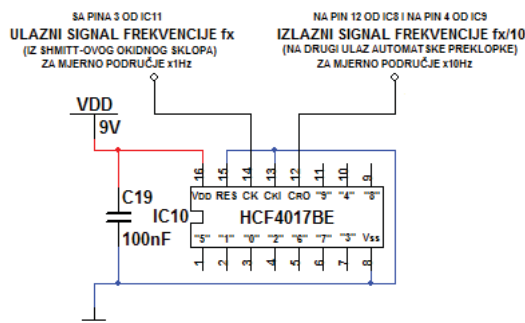 SA PINA 3 OD IC11
ULAZNI SIGNAL FREKVENCIJE fx
(IZ SHMITT-OVOG OKIDNOG SKLOPA)
ZA MJERNO PODRUČJE x1Hz
NA PIN 12 OD IC8 I NA PIN 4 OD IC9
IZLAZNI SIGNAL FREKVENCIJE fx/10
(NA DRUGI ULAZ AUTOMATSKE PREKLOPKE)
ZA MJERNO PODRUČJE x10Hz
VDD
9V
16 15 14 13 12 11 10 9
VDD RES CK CKI CRO "9" "4" "8"
C19
100nF
IC10
HCF4017BE
"5" "1" "0" "2" "6" "7" "3" Vss
1 2 3 4 5 6 7 8